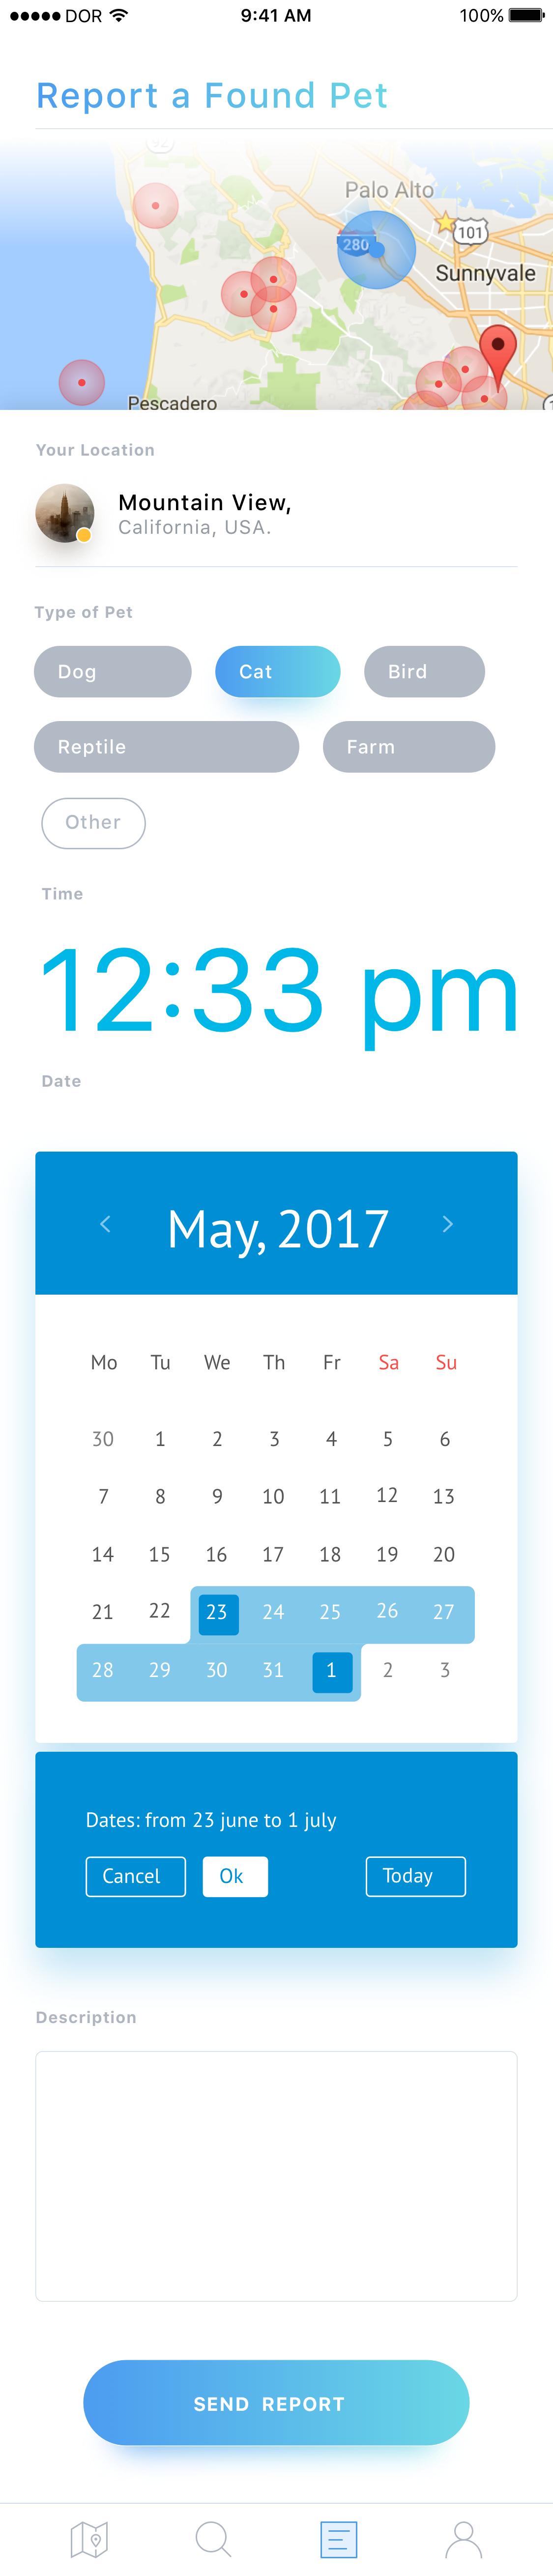 DOR 9:41 AM 100%
Report a Found Pet
92
Palo Alto
280
101
Sunnyvale
Pescadero
1
Your Location
Mountain View,
California, USA.
Type of Pet
Dog Cat Bird
Reptile Farm
Other
Time
12:33 pm
Date
May, 2017
Mo Tu We Th Fr Sa Su
30 1 2 3 4 5 6
7 8 9 10 11 12 13
14 15 16 17 18 19 20
21 22 23 24 25 26 27
28 29 30 31 1 2 3
Dates: from 23 june to 1 july
Cancel Ok Today
Description
SEND REPORT